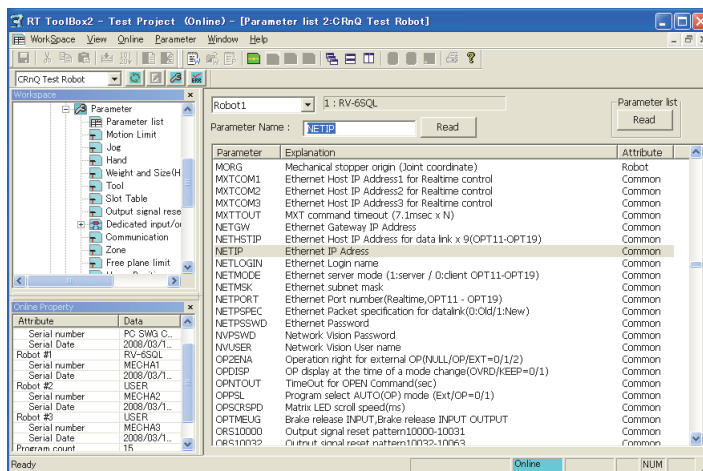 RT ToolBox2 - Test Project (Online) - [Parameter list 2:CRnQ Test Robot]
WorkSpace View Online Parameter Window Help
CRnQ Test Robot
Workspace
Parameter
Parameter list
Motion Limit
Jog
Hand
Weight and Size(H
Tool
Slot Table
Output signal rese
Dedicated input/ou
Communication
Zone
Free plane limit
Online Property
Attribute Data
Serial number PC SWG C...
Serial Date 2008/03/1...
Robot #1 RV-6SQL
Serial number MECHA1
Serial Date 2008/03/1...
Robot #2 USER
Serial number MECHA2
Serial Date 2008/03/1...
Robot #3 USER
Serial number MECHA3
Serial Date 2008/03/1...
Program count 15
Robot1 1 : RV-6SQL
Parameter list
Read
Parameter Name : NETIP Read
Parameter Explanation Attribute
MORG Mechanical stopper origin (Joint coordinate) Robot
MXTCOM1 Ethernet Host IP Address1 for Realtime control Common
MXTCOM2 Ethernet Host IP Address2 for Realtime control Common
MXTCOM3 Ethernet Host IP Address3 for Realtime control Common
MXTTOUT MXT command timeout (7.1msec x N) Common
NETGW Ethernet Gateway IP Address Common
NETHSTIP Ethernet Host IP Address for data link x 9(OPT11-OPT19) Common
NETIP Ethernet IP Adress Common
NETLOGIN Ethernet Login name Common
NETMODE Ethernet server mode (1:server / 0:client OPT11-OPT19) Common
NETMSK Ethernet subnet mask Common
NETPORT Ethernet Port number(Realtime,OPT11 - OPT19) Common
NETPSPEC Ethernet Packet specification for datalink(0:Old/1:New) Common
NETPSSWD Ethernet Password Common
NVPSWD Network Vision Password Common
NVUSER Network Vision User name Common
OP2ENA Operation right for external OP(NULL/OP/EXT=0/1/2) Common
OPDISP OP display at the time of a mode change(OVRD/KEEP=0/1) Common
OPNTOUT TimeOut for OPEN Command(sec) Common
OPPSL Program select AUTO(OP) mode (Ext/OP=0/1) Common
OPSCRSPD Matrix LED scroll speed(ms) Common
OPTMEUG Brake release INPUT,Brake release INPUT OUTPUT Common
ORS10000 Output signal reset pattern10000-10031 Common
ORS10032 Output signal reset pattern10032-10063 Common
Ready Online NUM